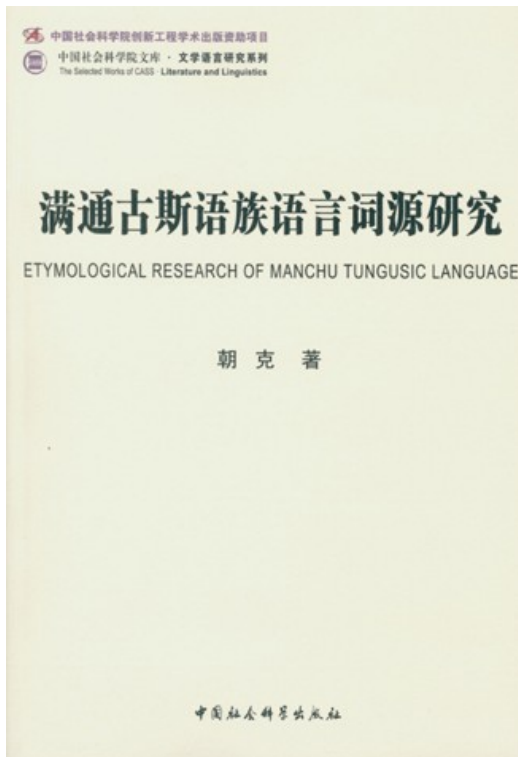 中国社会科学院创新工程学术出版资助项目
中国社会科学院文库·文学语言研究系列
The Selected Works of CASS · Literature and Linguistics
满通古斯语族语言词源研究
ETYMOLOGICAL RESEARCH OF MANCHU TUNGUSIC LANGUAGE
朝 克 著
中国社会科学出版社